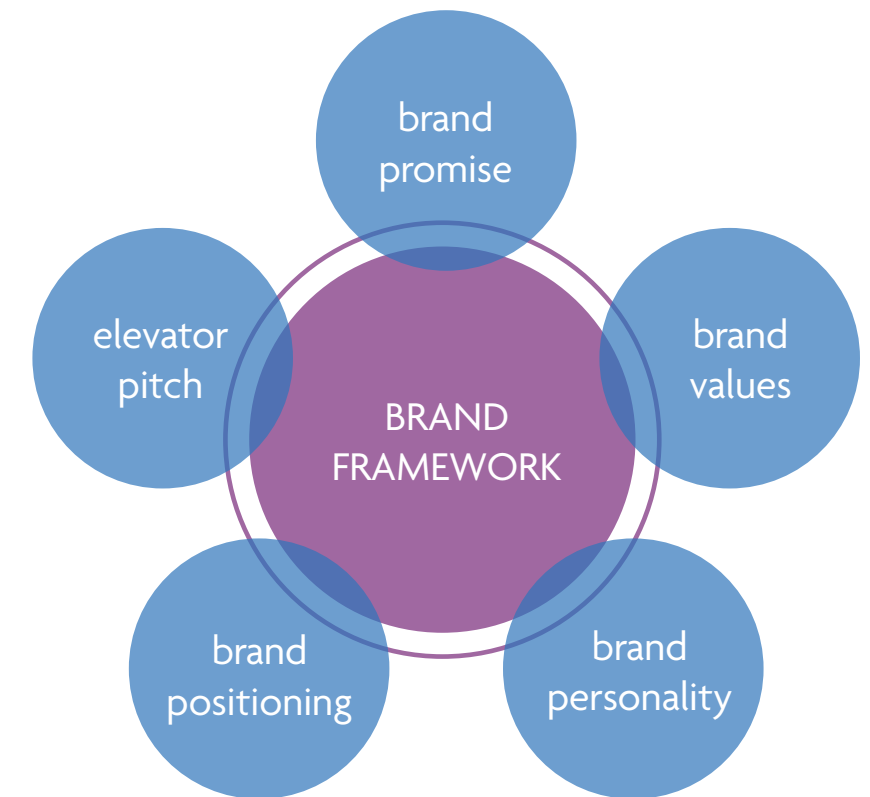 brand
promise
elevator
pitch
brand
values
BRAND
FRAMEWORK
brand
positioning
brand
personality